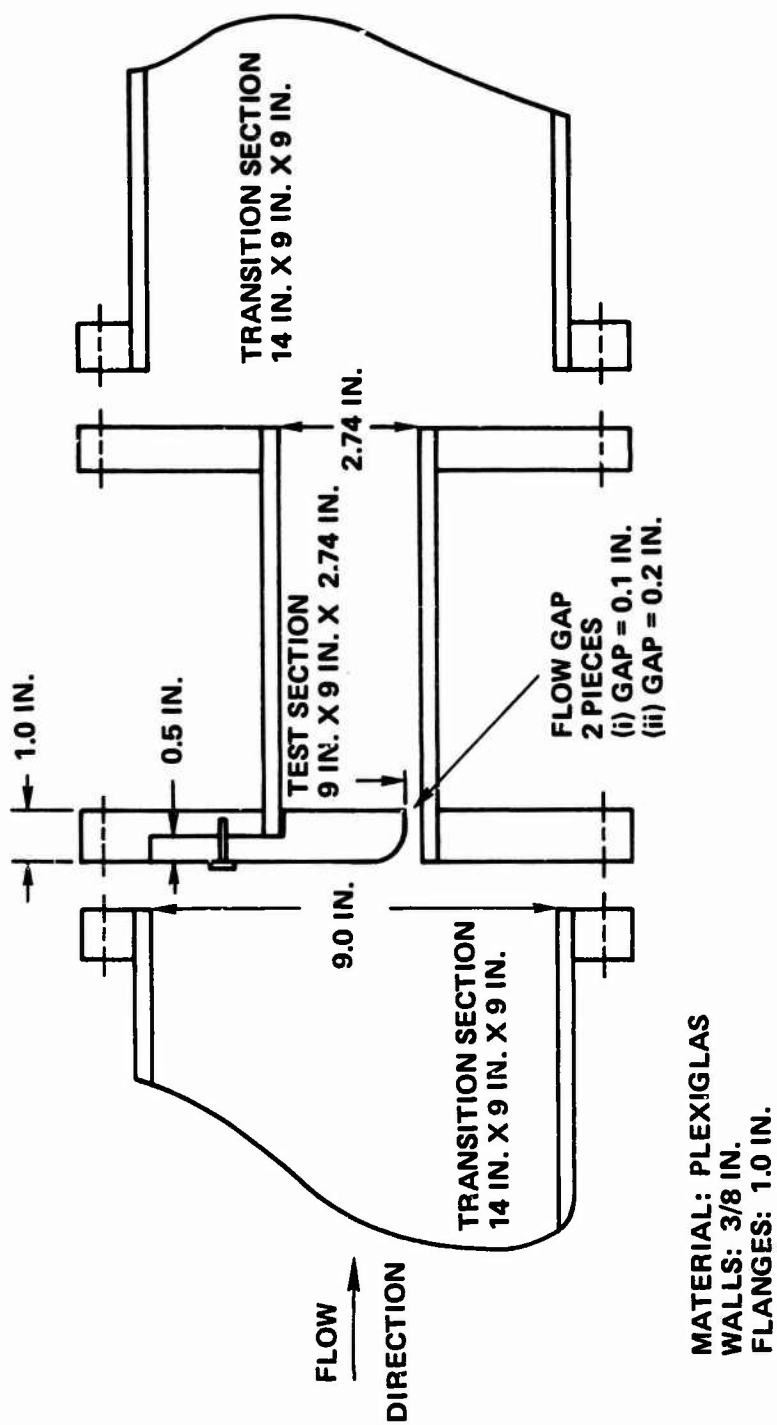 FLOW
DIRECTION
TRANSITION SECTION
14 IN. X 9 IN. X 9 IN.
9.0 IN.
1.0 IN.
0.5 IN.
TEST SECTION
9 IN. X 9 IN. X 2.74 IN.
2.74 IN.
FLOW GAP
2 PIECES
(i) GAP = 0.1 IN.
(ii) GAP = 0.2 IN.
TRANSITION SECTION
14 IN. X 9 IN. X 9 IN.
MATERIAL: PLEXIGLAS
WALLS: 3/8 IN.
FLANGES: 1.0 IN.